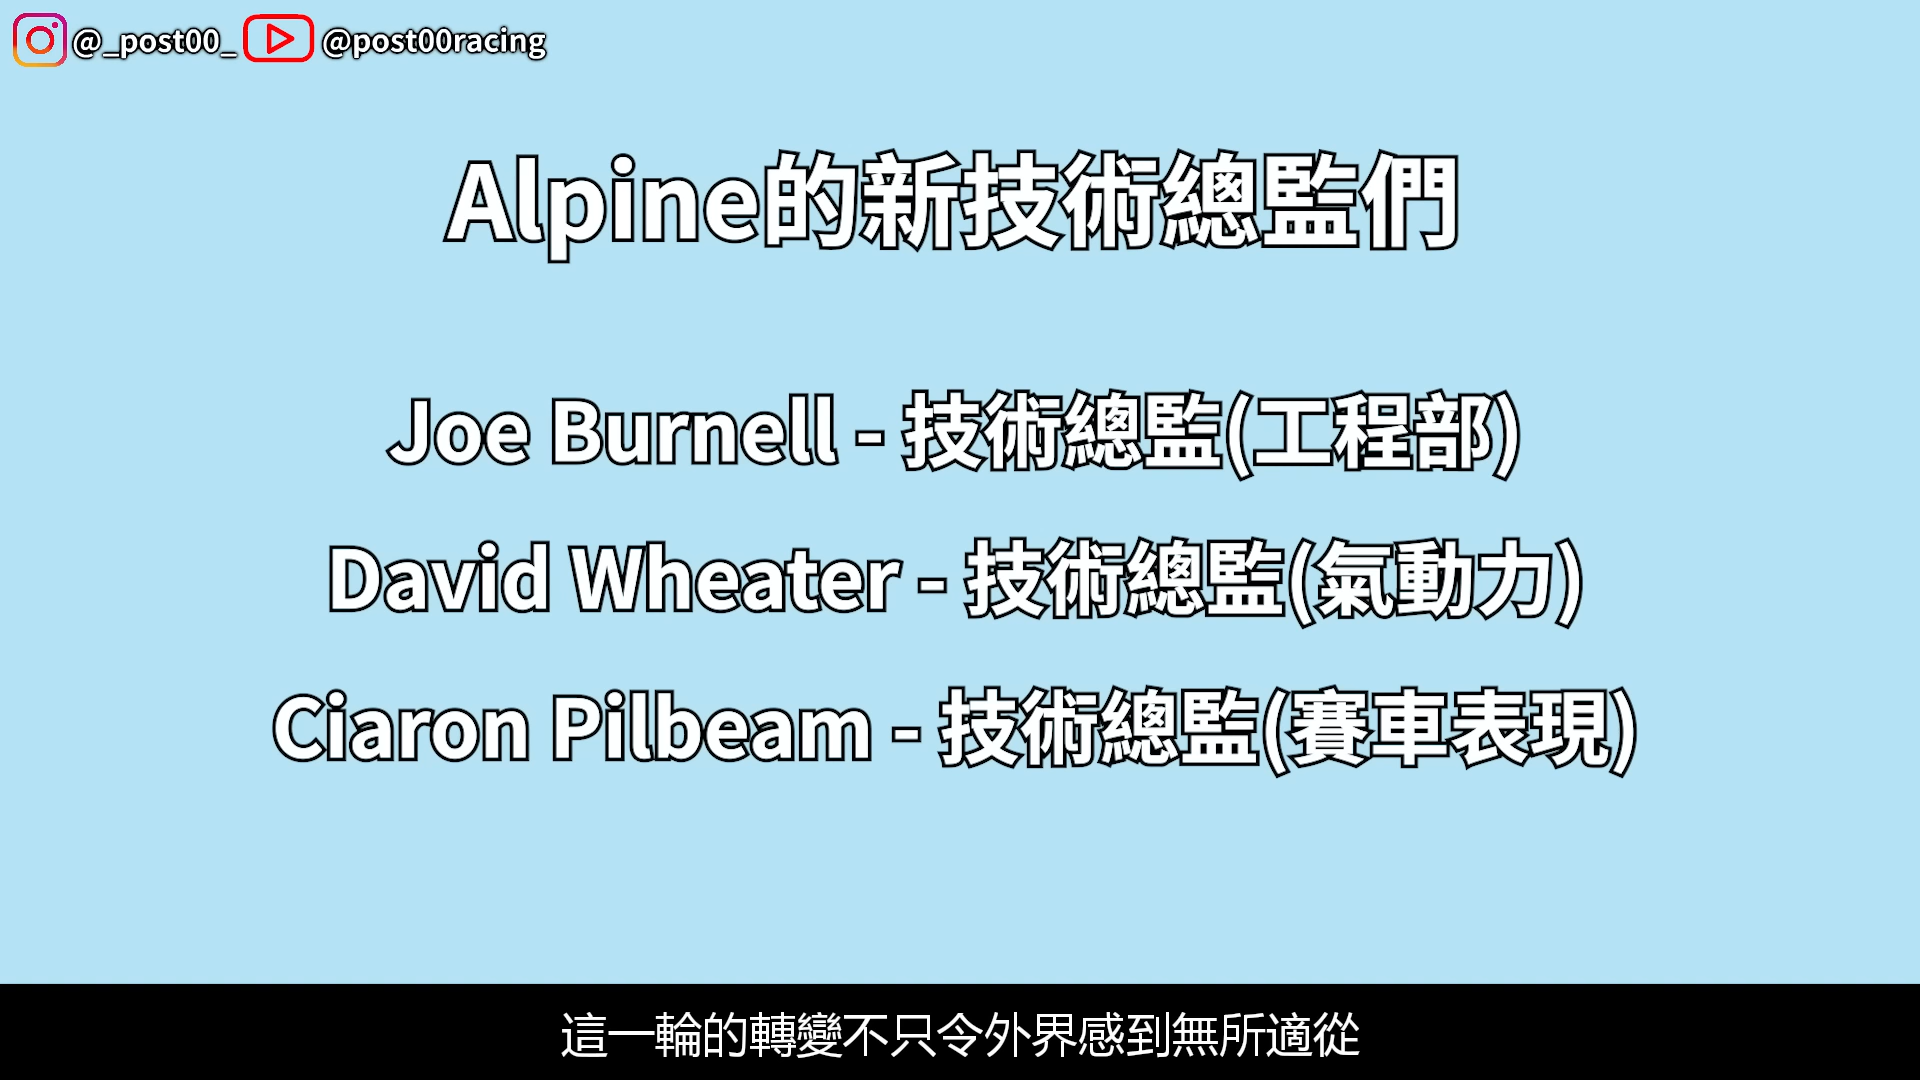 @_post00_ @post00racing
Alpine的新技術總監們
Joe Burnell - 技術總監(工程部)
David Wheater - 技術總監(氣動力)
Ciaron Pilbeam - 技術總監(賽車表現)
這一輪的轉變不只令外界感到無所適從